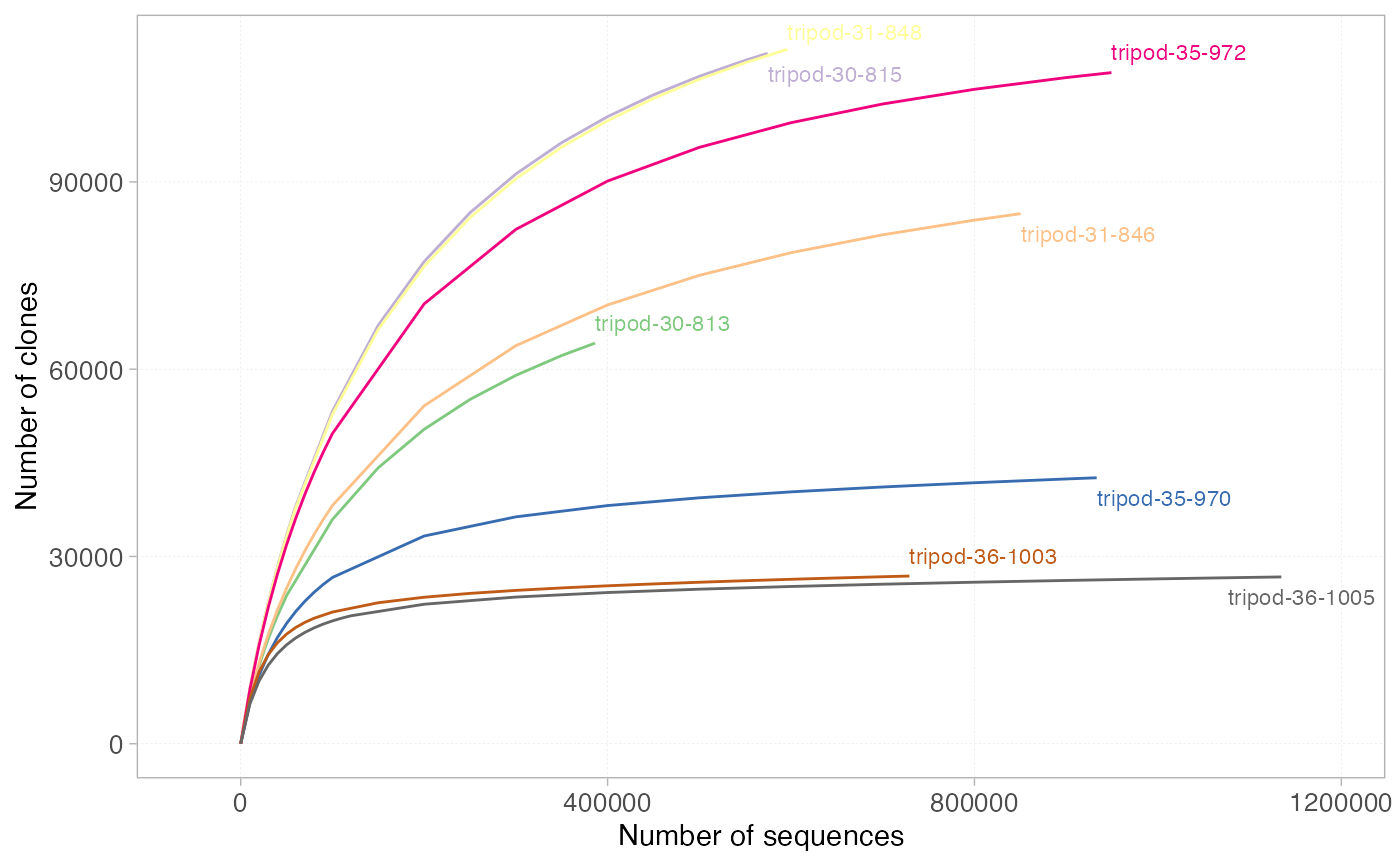 tripod-31-848
tripod-35-972
tripod-30-815
90000
tripod-31-846
tripod-30-813
60000
Number of clones
tripod-35-970
30000
tripod-36-1003
tripod-36-1005
0
0 400000 800000 1200000
Number of sequences